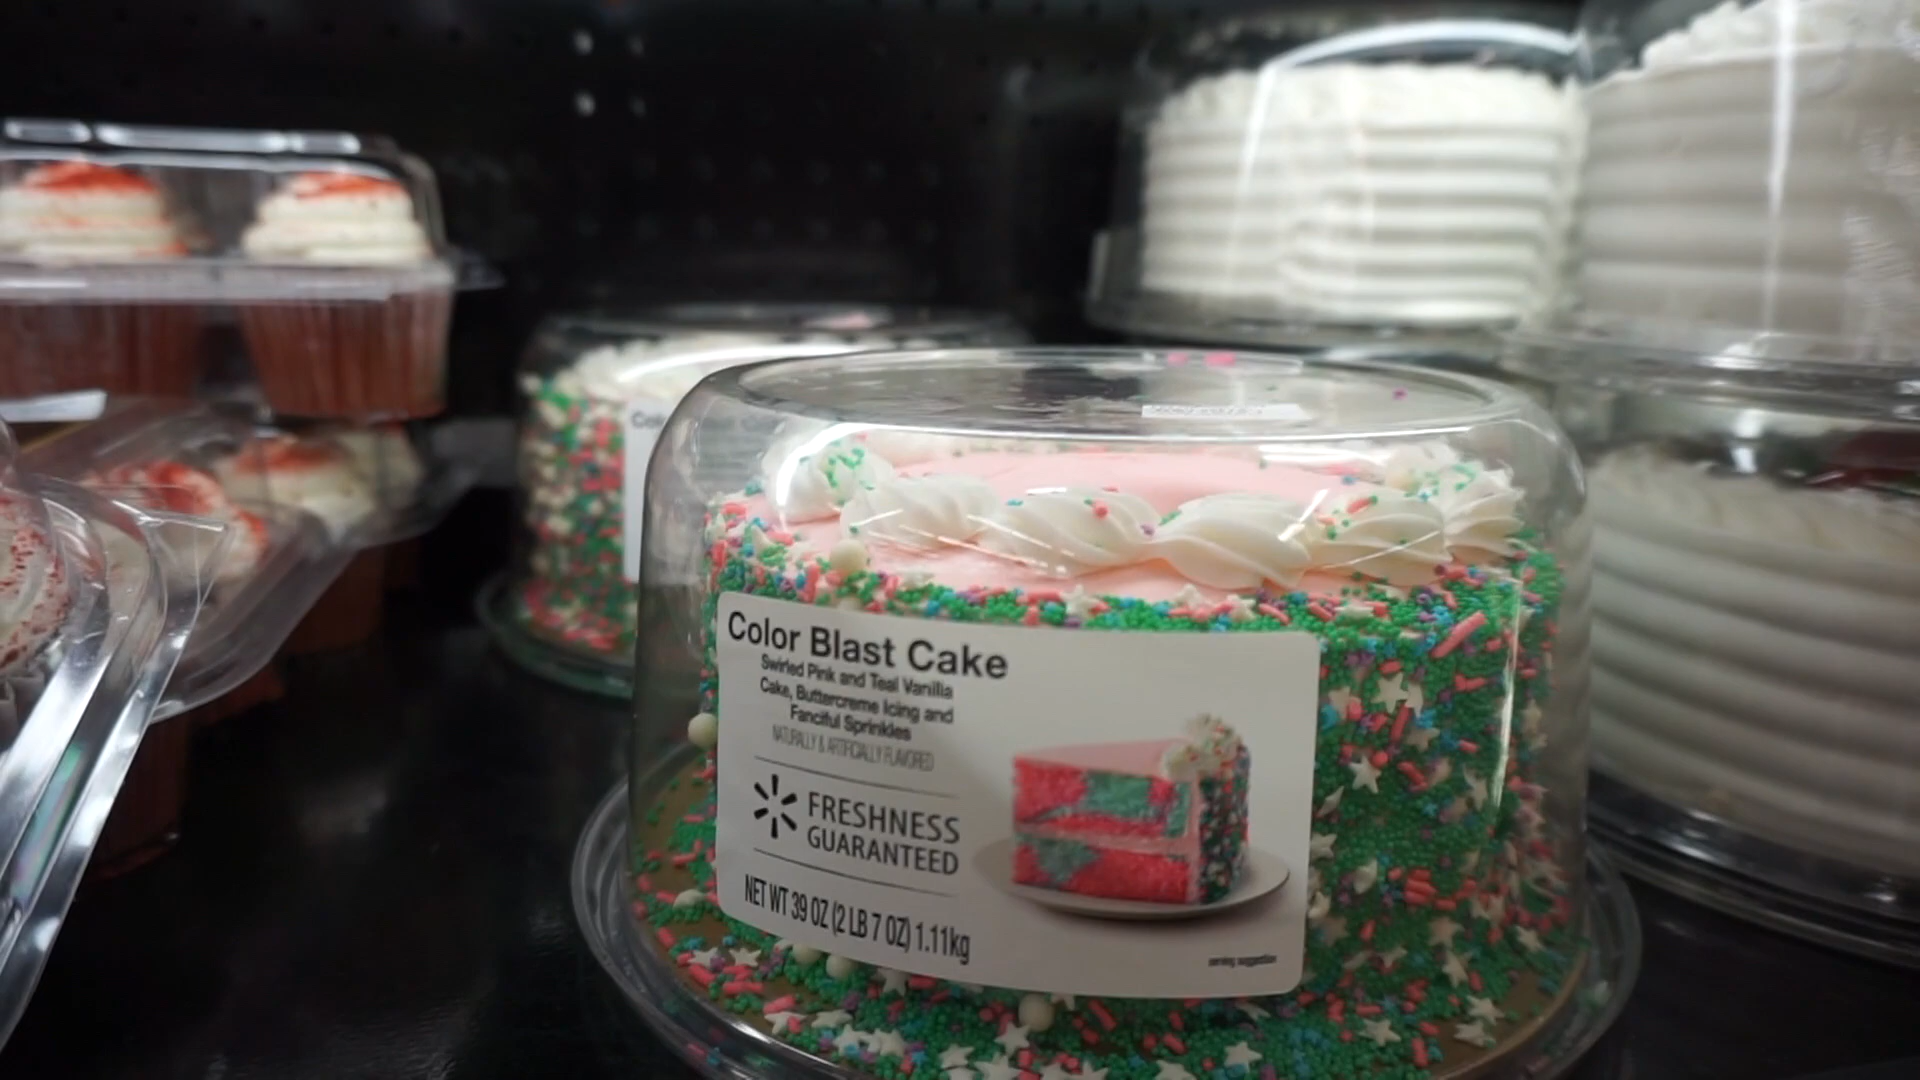 Color Blast Cake
Swirled Pink and Teal Vanilla
Cake, Buttercreme Icing and
Fanciful Sprinkles
NATURALLY & ARTIFICIALLY FLAVORED
FRESHNESS
GUARANTEED
NET WT 39 OZ (2 LB 7 OZ) 1.11kg
serving suggestion